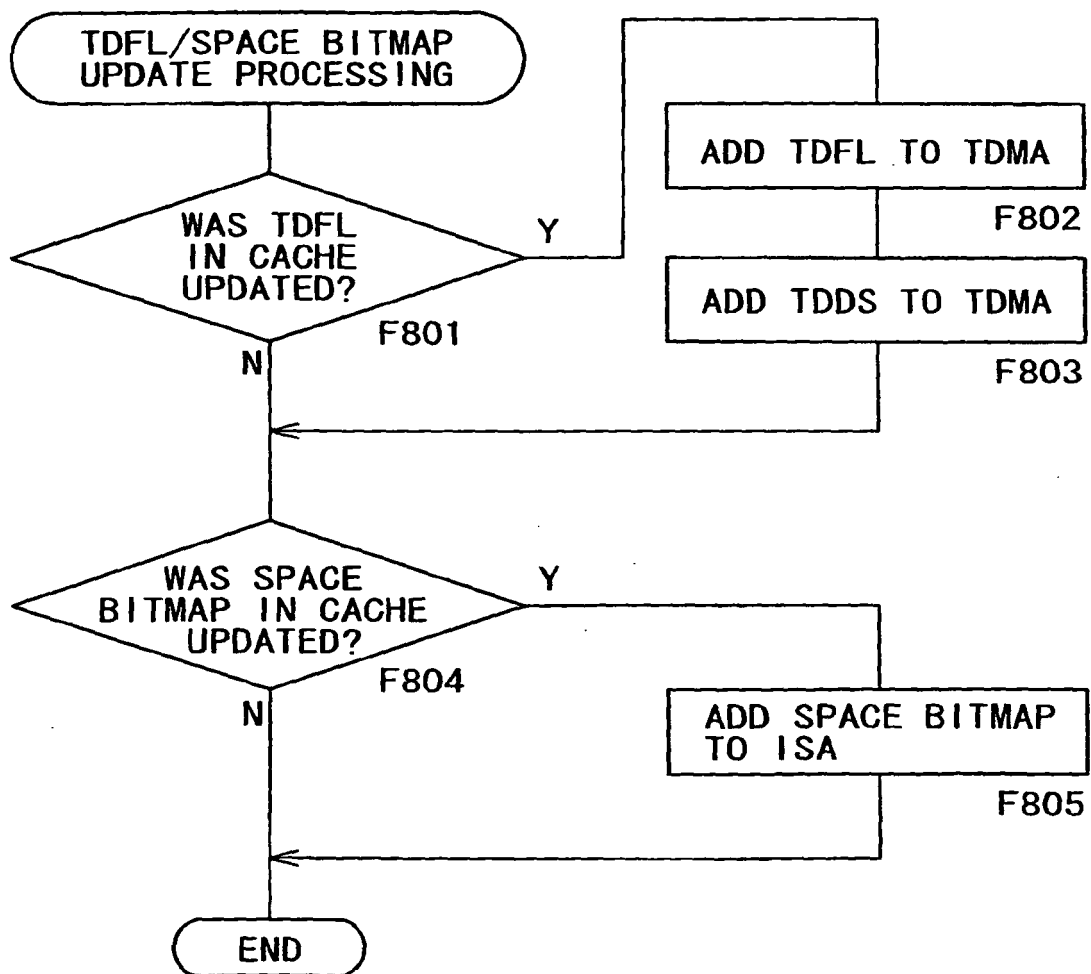 TDFL/SPACE BITMAP
UPDATE PROCESSING
WAS TDFL
IN CACHE
UPDATED?
Y
F801
N
ADD TDFL TO TDMA
F802
ADD TDDS TO TDMA
F803
WAS SPACE
BITMAP IN CACHE
UPDATED?
Y
F804
N
ADD SPACE BITMAP
TO ISA
F805
END